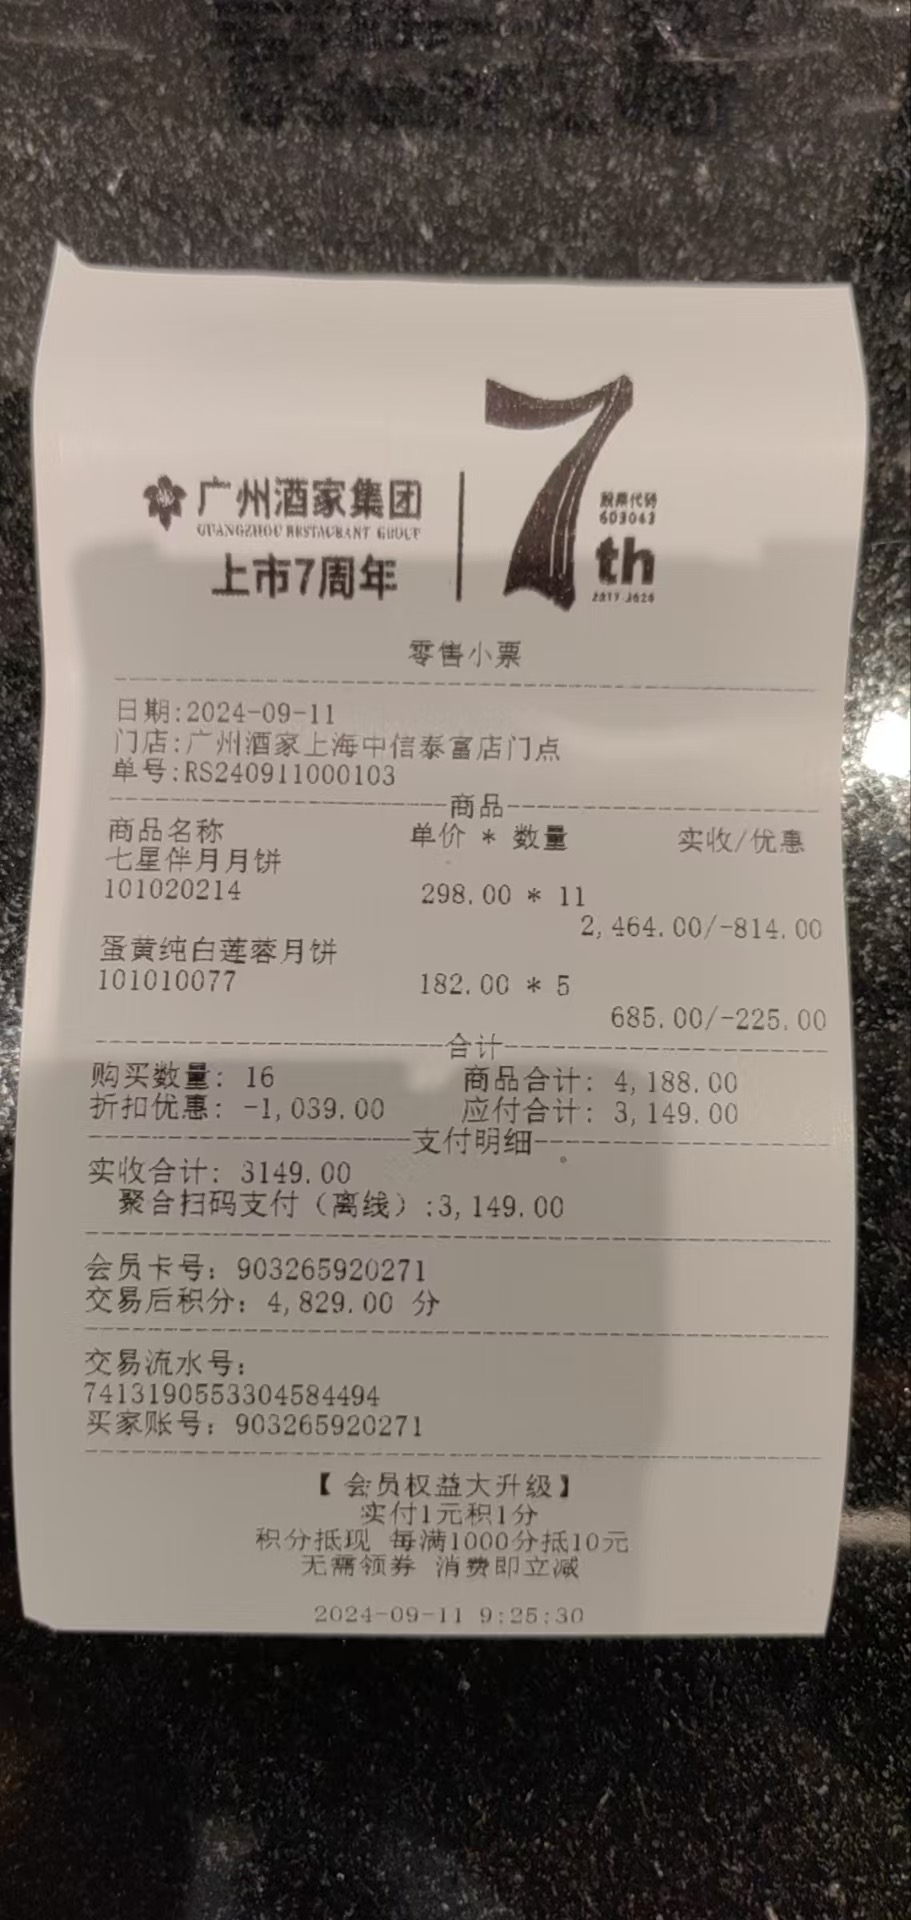 广州酒家集团
GUANGZHOU RESTAURANT GROUP
上市7周年
股票代码
603043
7th
零售小票
日期:2024-09-11
门店:广州酒家上海中信泰富店门点
单号:RS240911000103
商品
商品名称 单价 * 数量 实收/优惠
七星伴月月饼
101020214 298.00 * 11
2,464.00/-814.00
蛋黄纯白莲蓉月饼
101010077 182.00 * 5
685.00/-225.00
合计
购买数量: 16 商品合计: 4,188.00
折扣优惠: -1,039.00 应付合计: 3,149.00
支付明细
实收合计: 3149.00
聚合扫码支付(离线):3,149.00
会员卡号: 903265920271
交易后积分: 4,829.00 分
交易流水号:
7413190553304584494
买家账号: 903265920271
【会员权益大升级】
实付1元积1分
积分抵现 每满1000分抵10元
无需领券 消费即立减
2024-09-11 9:25:30